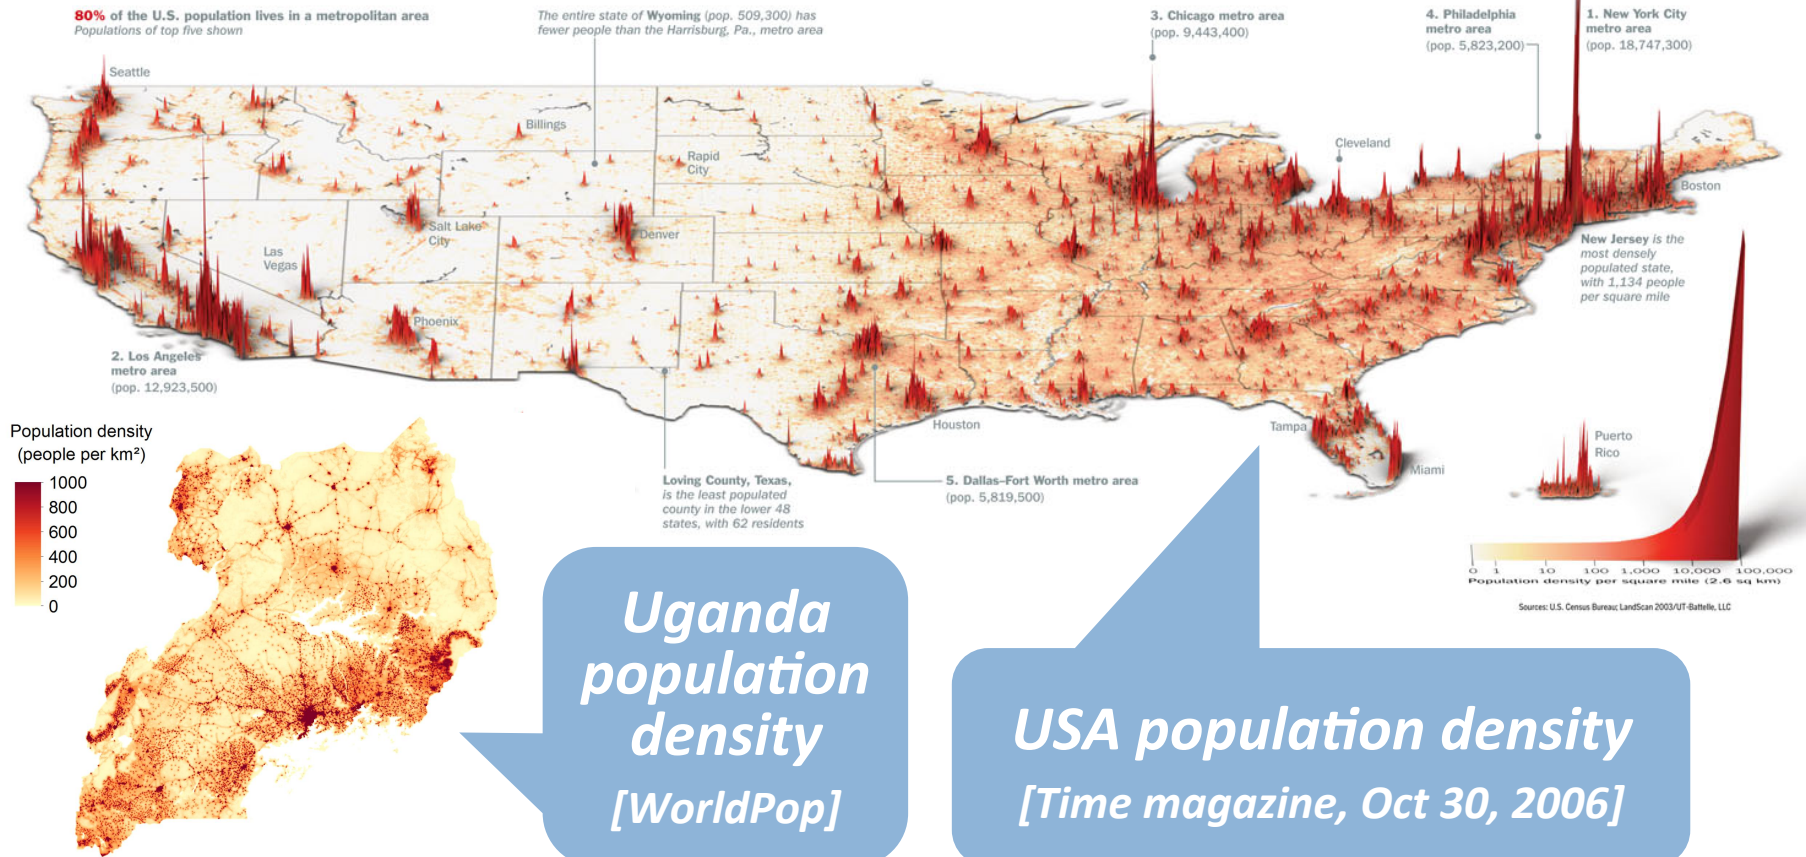 80% of the U.S. population lives in a metropolitan area
Populations of top five shown
The entire state of Wyoming (pop. 509,300) has
fewer people than the Harrisburg, Pa., metro area
3. Chicago metro area
(pop. 9,443,400)
4. Philadelphia
metro area
(pop. 5,823,200)
1. New York City
metro area
(pop. 18,747,300)
Seattle
Billings
Rapid
City
Cleveland
Boston
Salt Lake
City
Denver
Las
Vegas
Phoenix
New Jersey is the
most densely
populated state,
with 1,134 people
per square mile
2. Los Angeles
metro area
(pop. 12,923,500)
Houston
Tampa
Miami
Puerto
Rico
Loving County, Texas,
is the least populated
county in the lower 48
states, with 62 residents
5. Dallas–Fort Worth metro area
(pop. 5,819,500)
0 1 10 100 1,000 10,000 100,000
Population density per square mile (2.6 sq km)
Sources: U.S. Census Bureau; LandScan 2003/UT-Battelle, LLC
Population density
(people per km²)
1000
800
600
400
200
0
Uganda
population
density
[WorldPop]
USA population density
[Time magazine, Oct 30, 2006]